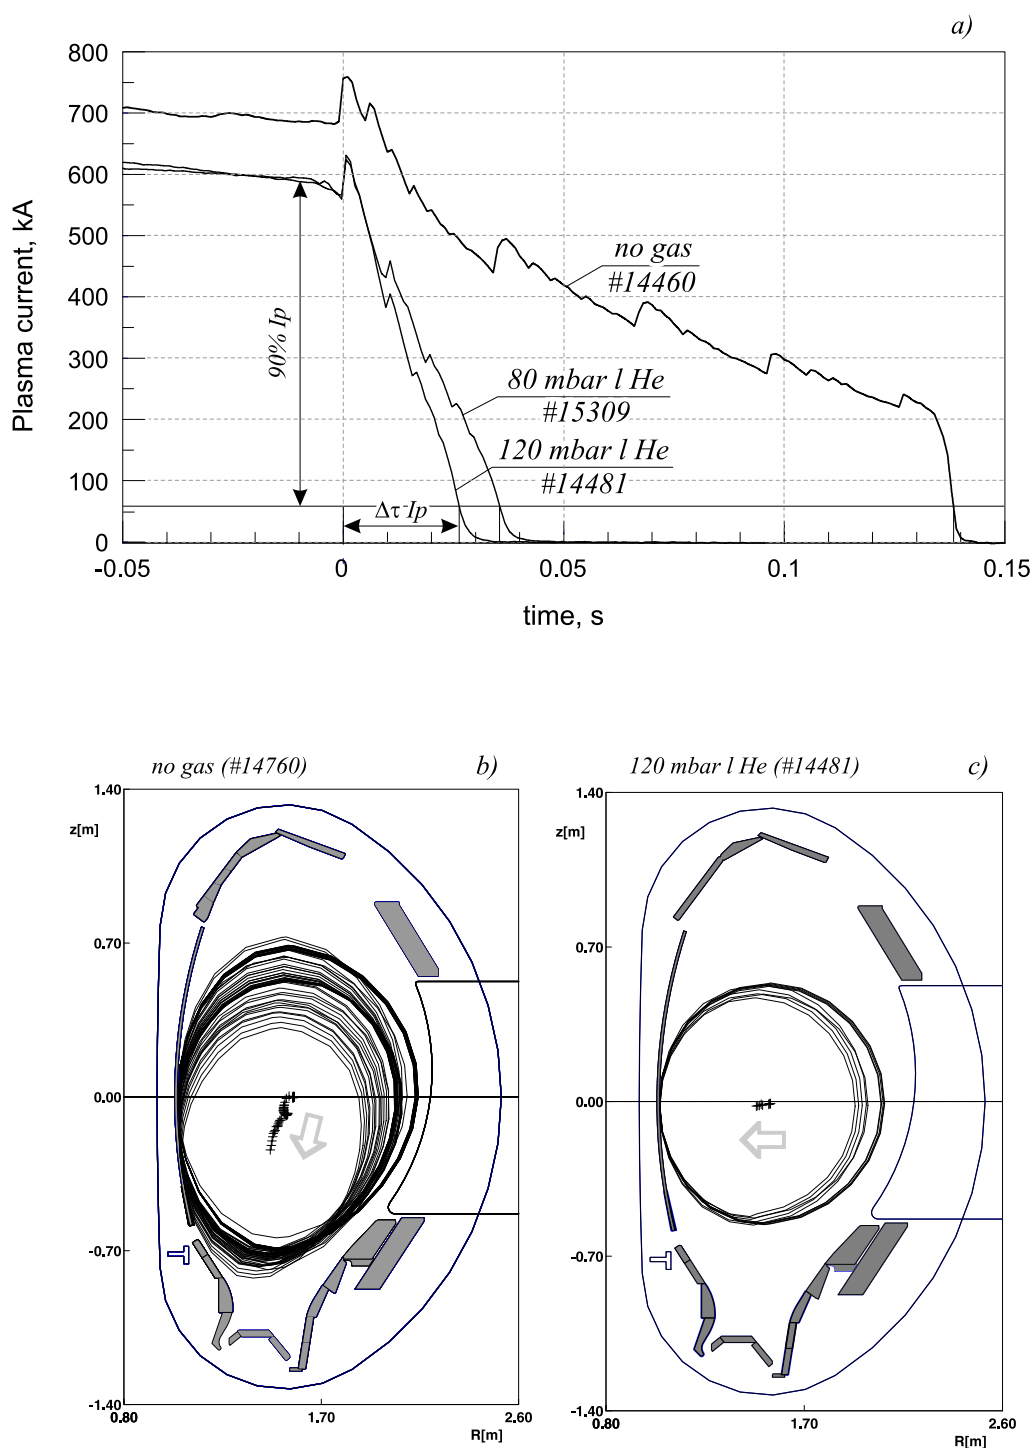 a)
800
700
600
500
400
300
200
100
0
Plasma current, kA
90% Ip
no gas
#14460
80 mbar l He
#15309
120 mbar l He
#14481
Δτ-Ip
-0.05
0
0.05
0.1
0.15
time, s
no gas (#14760)
b)
1.40
z[m]
0.70
0.00
-0.70
-1.40
0.80
1.70
2.60
R[m]
120 mbar l He (#14481)
c)
1.40
z[m]
0.70
0.00
-0.70
-1.40
0.80
1.70
2.60
R[m]